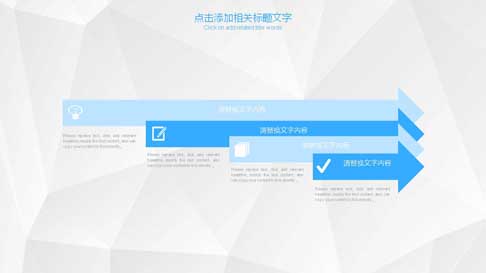 点击添加相关标题文字
Click on add related title words
请替换文字内容
Please replace text, click add relevant
headline, modify the text content, also can
copy your content to this directly.
请替换文字内容
Please replace text, click add relevant
headline, modify the text content, also can
copy your content to this directly.
请替换文字内容
Please replace text, click add relevant
headline, modify the text content, also can
copy your content to this directly.
请替换文字内容
Please replace text, click add relevant
headline, modify the text content, also can
copy your content to this directly.